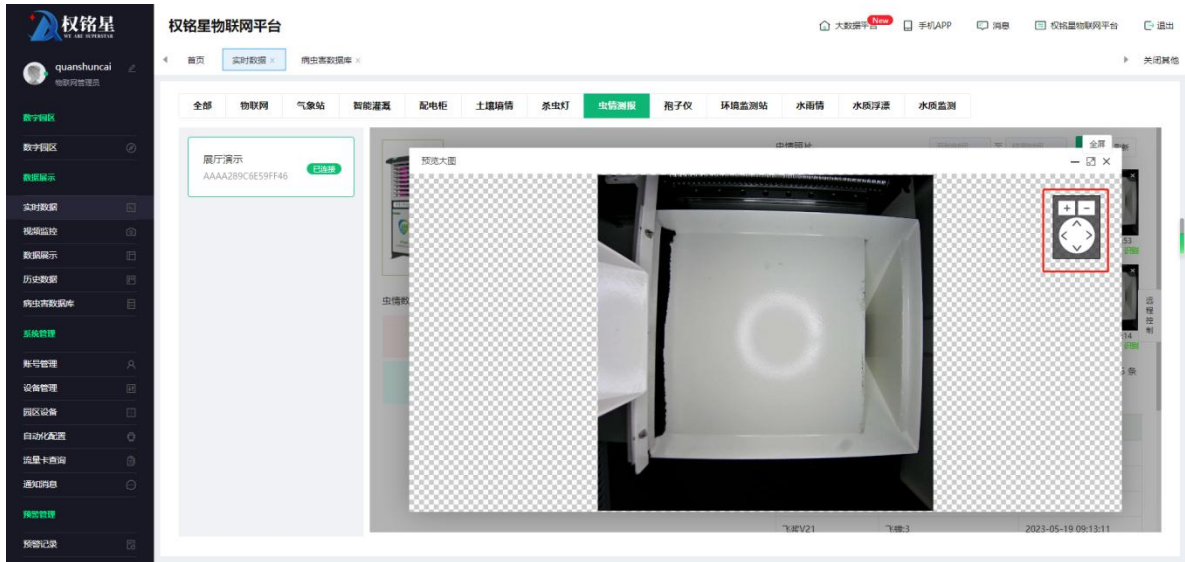 权铭星
WE ARE SUPERSTAR
权铭星物联网平台
大数据平台
New
手机APP
消息
权铭星物联网平台
退出
quanshuncai
物联网管理员
首页
实时数据 ×
病虫害数据库 ×
关闭其他
数字园区
数字园区
数据展示
实时数据
视频监控
数据展示
历史数据
病虫害数据库
系统管理
账号管理
设备管理
园区设备
自动化配置
流量卡查询
通知消息
预警管理
预警记录
全部
物联网
气象站
智能灌溉
配电柜
土壤墒情
杀虫灯
虫情测报
孢子仪
环境监测站
水雨情
水质浮漂
水质监测
展厅演示
AAAA289C6E59FF46
已连接
虫情照片
至
全屏
预览大图
虫情数
远程控制
条
飞虱V21
2023-05-19 09:13:11